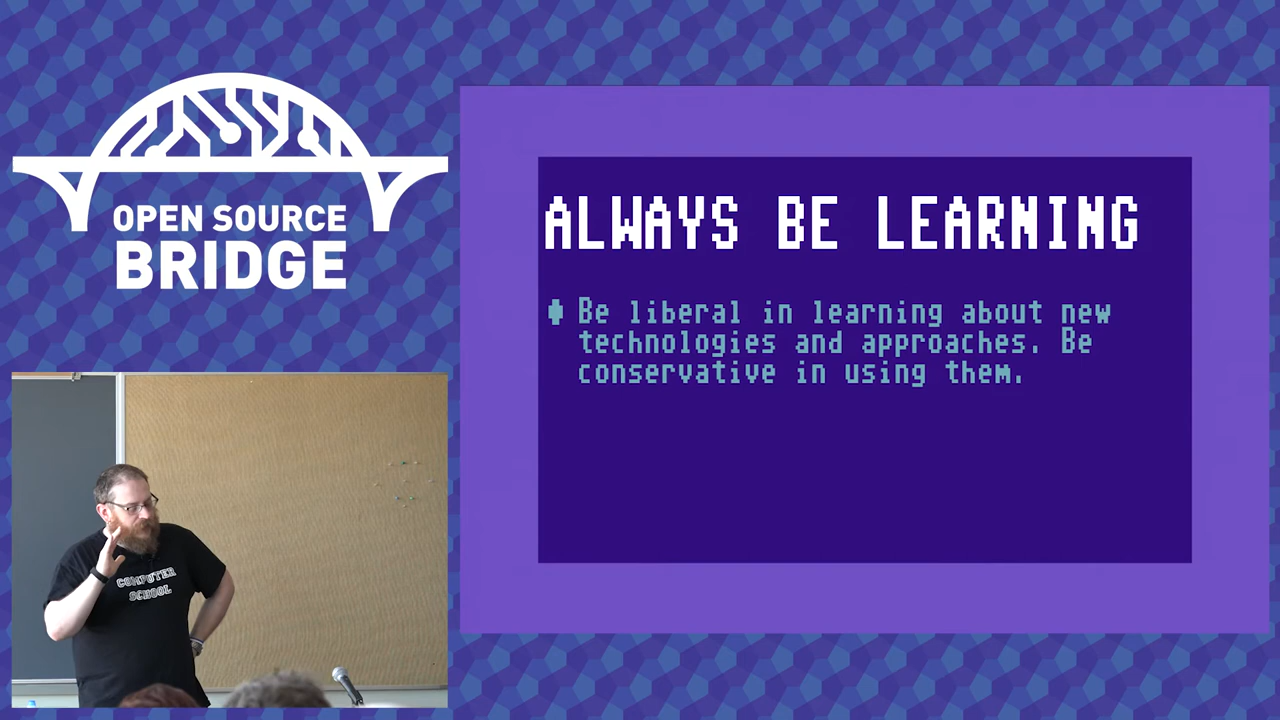 OPEN SOURCE
BRIDGE
ALWAYS BE LEARNING
Be liberal in learning about new
technologies and approaches. Be
conservative in using them.
COMPUTER
SCHOOL